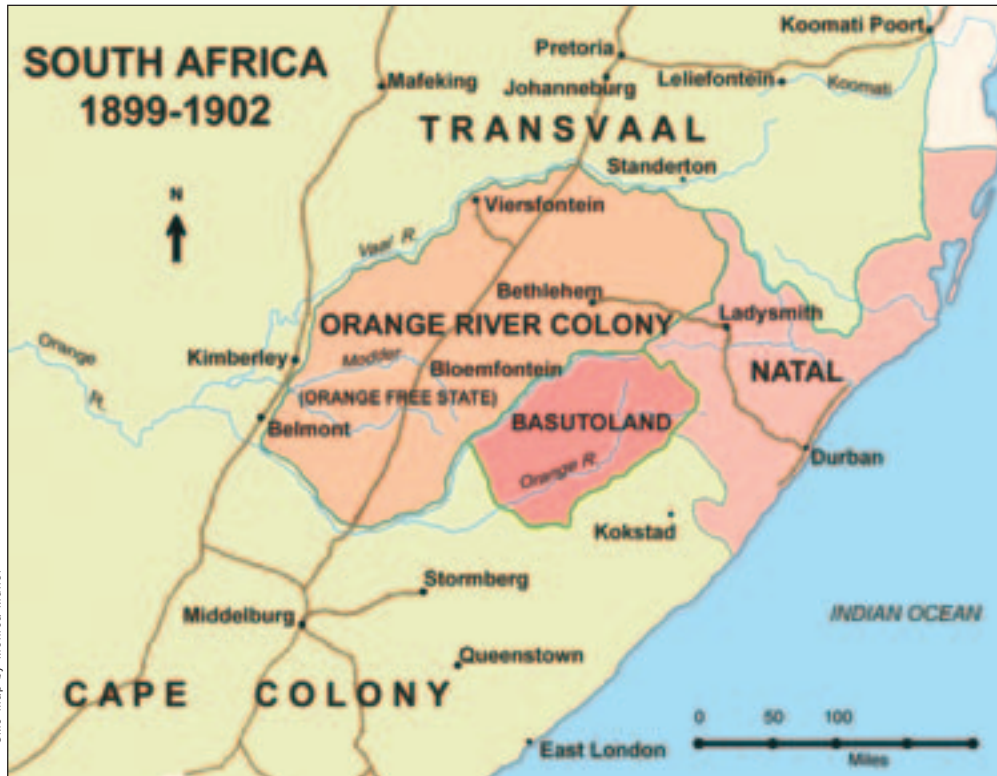 SOUTH AFRICA
1899-1902
Koomati Poort
Pretoria
Mafeking
Johanneburg
Leliefontein
Koomati
TRANSVAAL
Standerton
N
Viersfontein
Vaal R.
Bethlehem
Ladysmith
ORANGE RIVER COLONY
Orange
R.
Kimberley
Modder
Bloemfontein
NATAL
(ORANGE FREE STATE)
BASUTOLAND
Belmont
Durban
Orange R.
Kokstad
Stormberg
Middelburg
INDIAN OCEAN
Queenstown
CAPE COLONY
0 50 100
Miles
East London